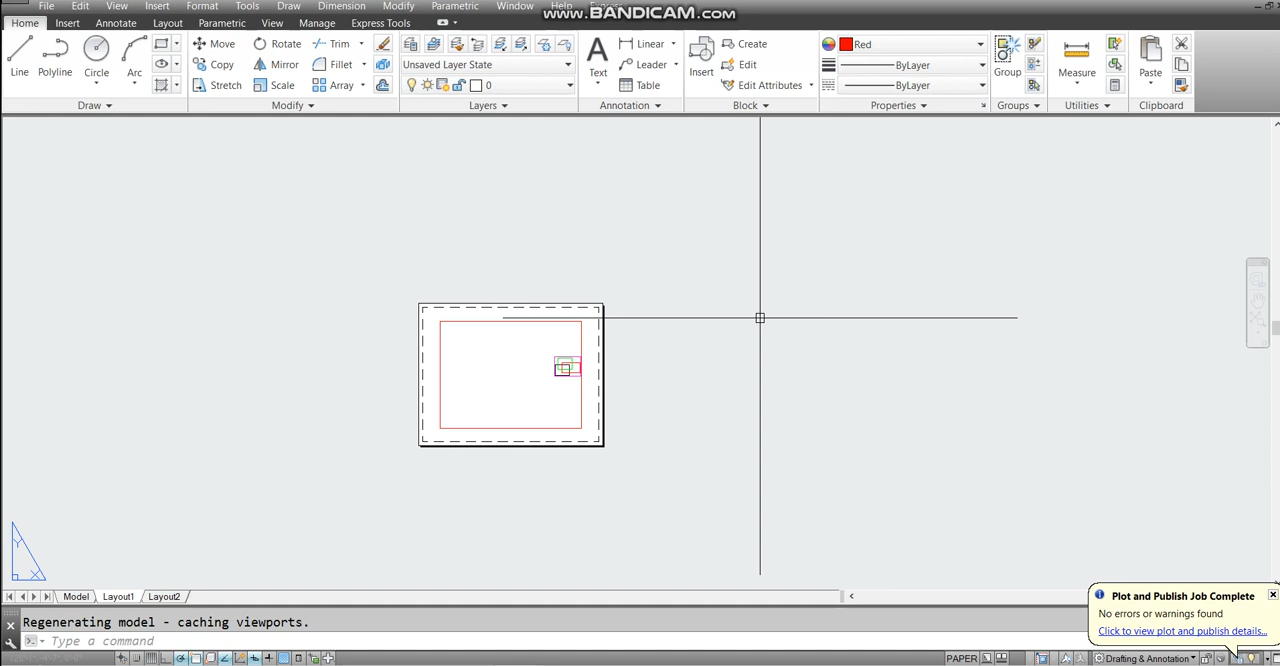 File Edit View Insert Format Tools Draw Dimension Modify Parametric Window Help Express
www.BANDICAM.com
Home Insert Annotate Layout Parametric View Manage Express Tools
Move Rotate Trim Linear Create Red
Line Polyline Circle Arc Copy Mirror Fillet Unsaved Layer State Text Leader Insert Edit ByLayer Group Measure Paste
Stretch Scale Array 0 Table Edit Attributes ByLayer
Draw Modify Layers Annotation Block Properties Groups Utilities Clipboard
Y
X
Model Layout1 Layout2
Plot and Publish Job Complete
No errors or warnings found
Click to view plot and publish details...
Regenerating model - caching viewports.
Type a command
PAPER Drafting & Annotation